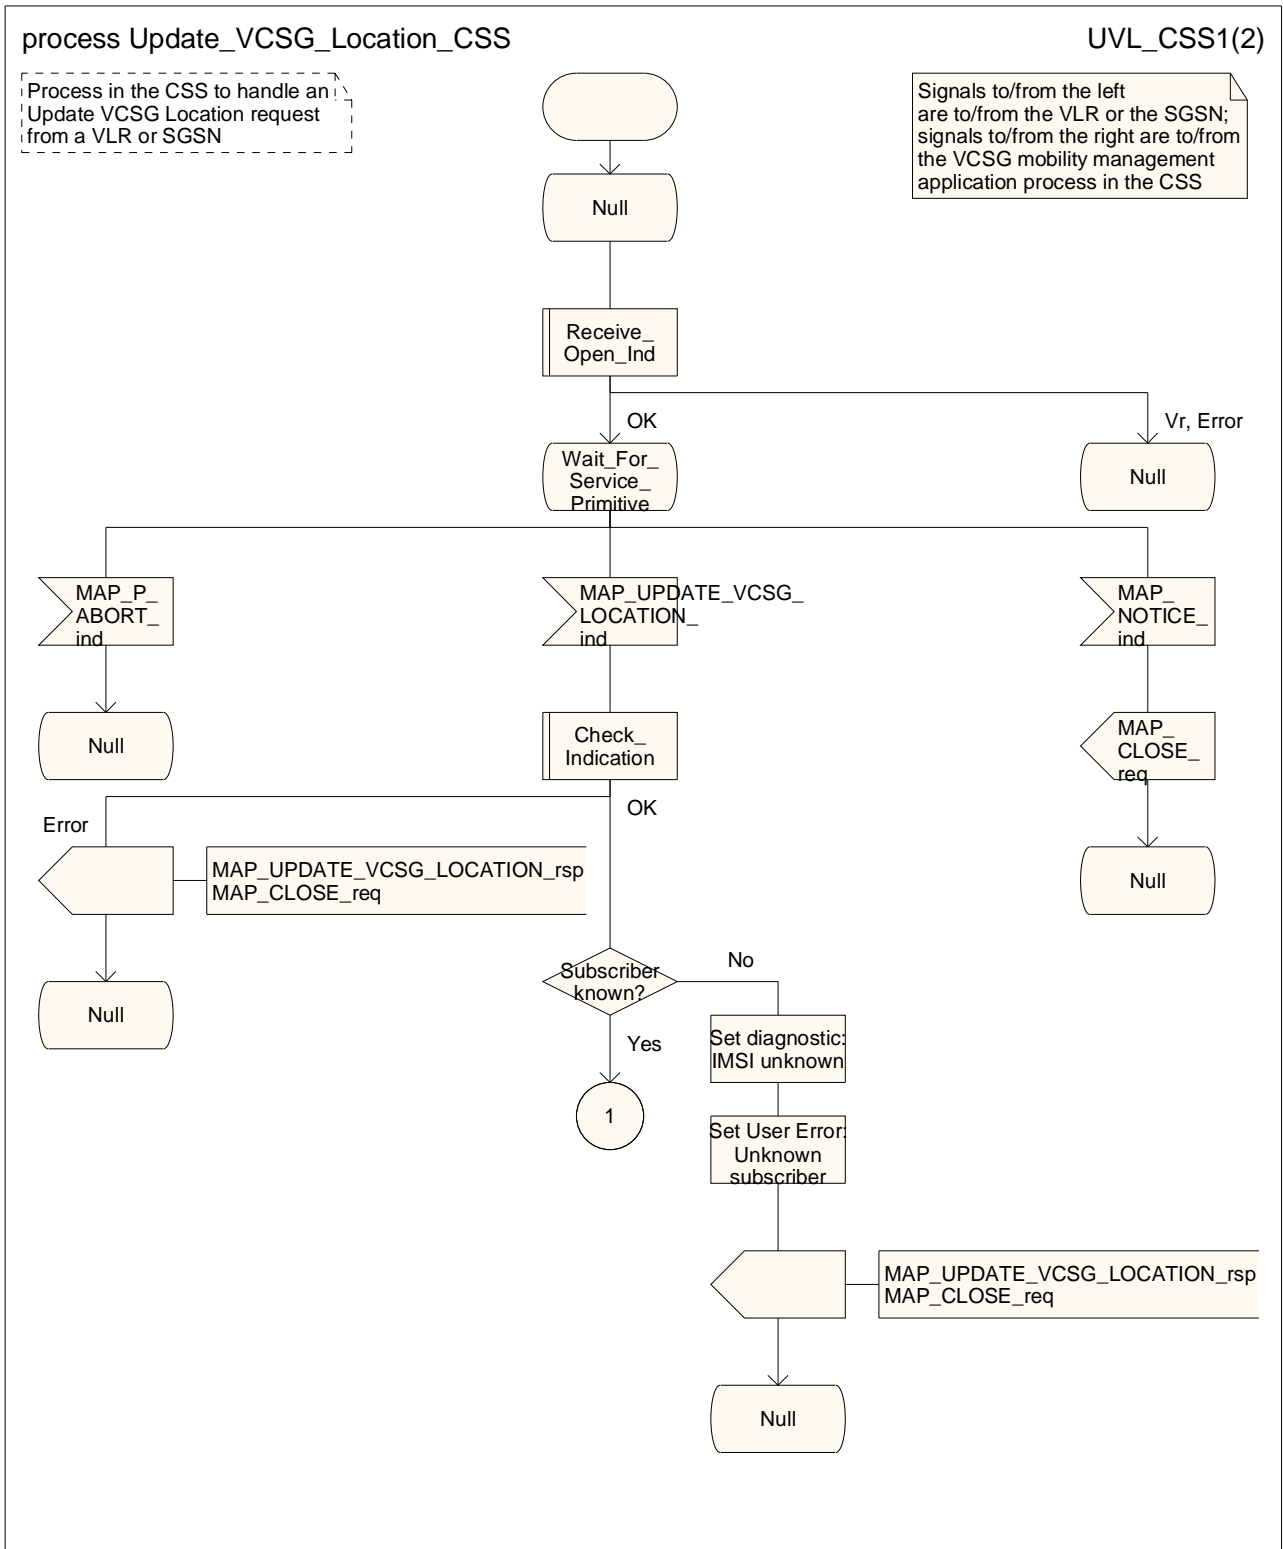 process Update_VCSG_Location_CSS
UVL_CSS1(2)
Process in the CSS to handle an
Update VCSG Location request
from a VLR or SGSN
Signals to/from the left
are to/from the VLR or the SGSN;
signals to/from the right are to/from
the VCSG mobility management
application process in the CSS
Null
Receive_
Open_Ind
OK
Vr, Error
Wait_For_
Service_
Primitive
Null
MAP_P_
ABORT_
ind
MAP_UPDATE_VCSG_
LOCATION_
ind
MAP_
NOTICE_
ind
Null
Check_
Indication
MAP_
CLOSE_
req
Error
OK
MAP_UPDATE_VCSG_LOCATION_rsp
MAP_CLOSE_req
Null
Null
Subscriber
known?
No
Yes
Set diagnostic:
IMSI unknown
1
Set User Error:
Unknown
subscriber
MAP_UPDATE_VCSG_LOCATION_rsp
MAP_CLOSE_req
Null